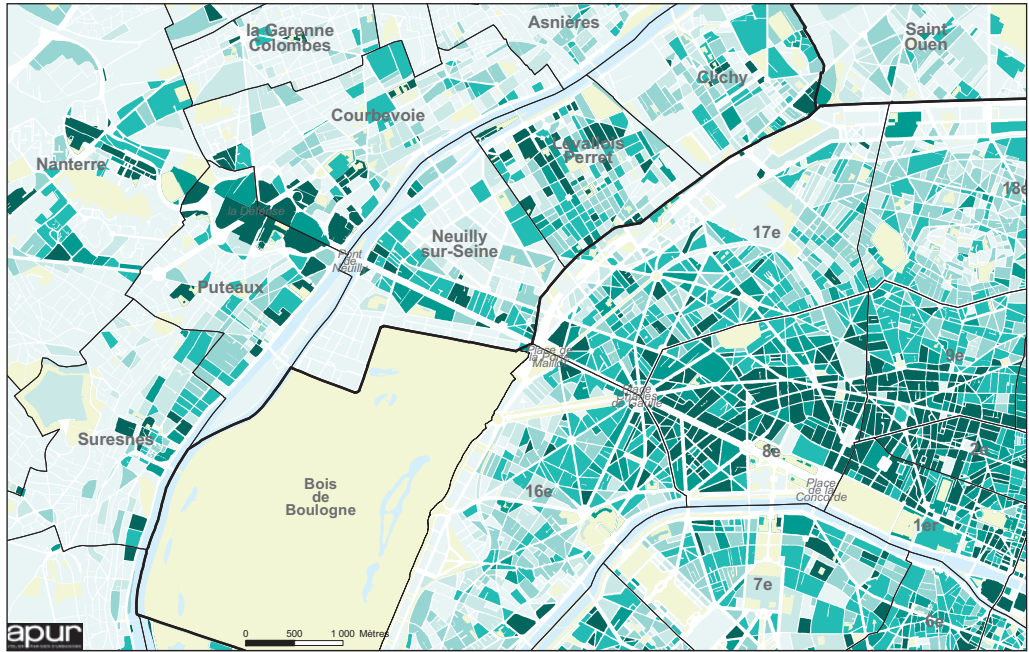 la Garenne
Colombes
Asnières
Saint
Ouen
Clichy
Courbevoie
Levallois
Perret
Nanterre
18e
la Défense
17e
Neuilly
sur-Seine
Pont
de
Neuilly
Puteaux
Place de
la Porte
Maillot
9e
Place
Charles
de Gaulle
Suresnes
8e
2e
Bois
de
Boulogne
16e
Place
de la
Concorde
1er
7e
6e
0 500 1 000 Mètres
apur